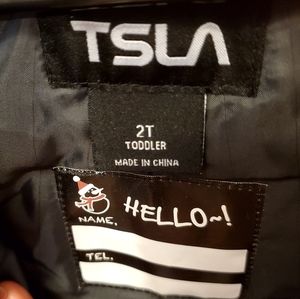 TSLA
2T
TODDLER
MADE IN CHINA
HELLO~!
NAME.
TEL.